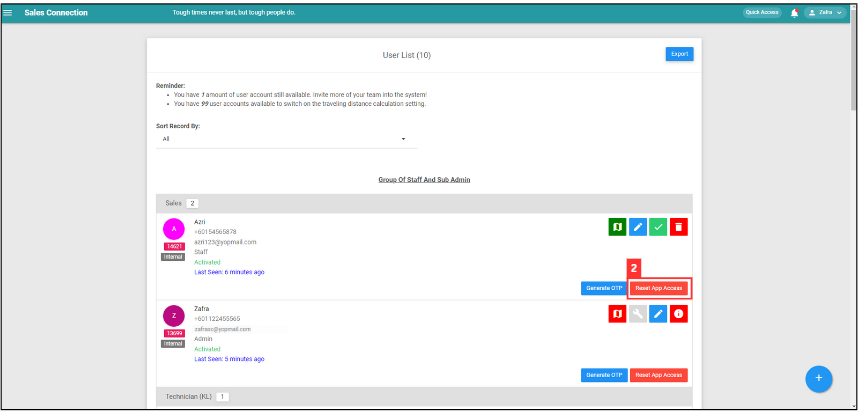 Sales Connection
Tough times never last, but tough people do.
Quick Access
Zafra
User List (10)
Export
Reminder:
You have 1 amount of user account still available. Invite more of your team into the system!
You have 99 user accounts available to switch on the traveling distance calculation setting.
Sort Record By:
All
Group Of Staff And Sub Admin
Sales 2
A
Azri
+60154565878
14621
azri123@yopmail.com
Internal
Staff
Activated
Last Seen: 6 minutes ago
2
Generate OTP
Reset App Access
Z
Zafra
+601122455565
13699
zafrasc@yopmail.com
Internal
Admin
Activated
Last Seen: 5 minutes ago
Generate OTP
Reset App Access
+
Technician (KL) 1